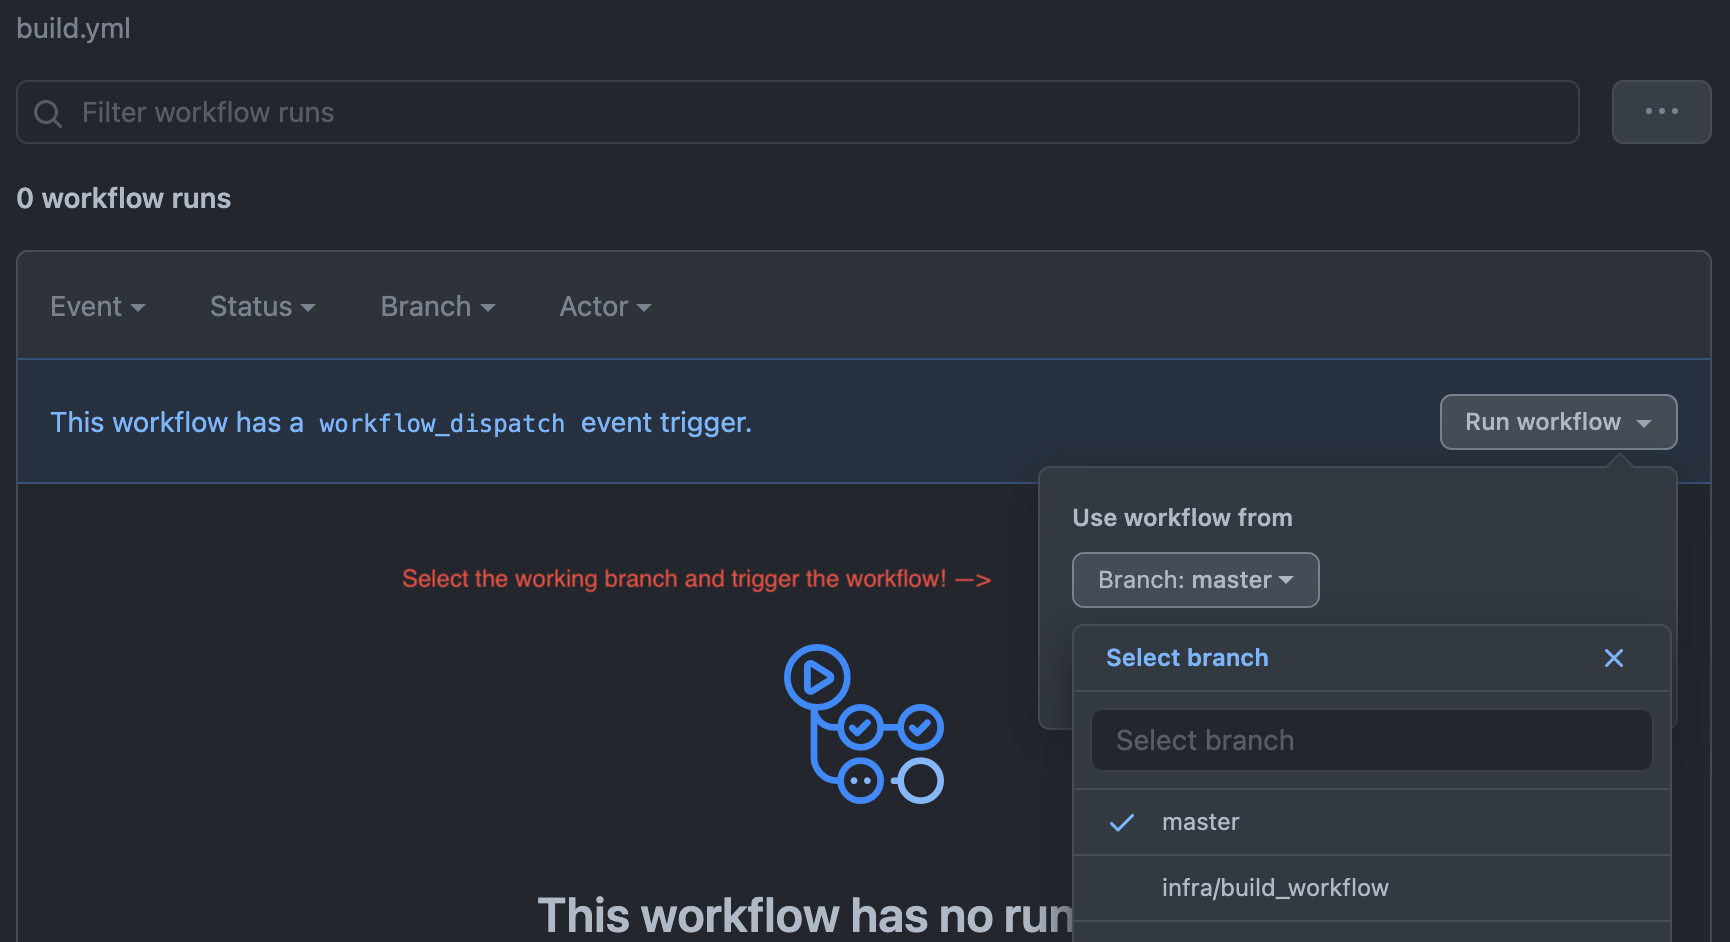 build.yml
Filter workflow runs
0 workflow runs
Event
Status
Branch
Actor
This workflow has a workflow_dispatch event trigger.
Run workflow
Use workflow from
Select the working branch and trigger the workflow! —>
Branch: master
Select branch
Select branch
master
infra/build_workflow
This workflow has no run